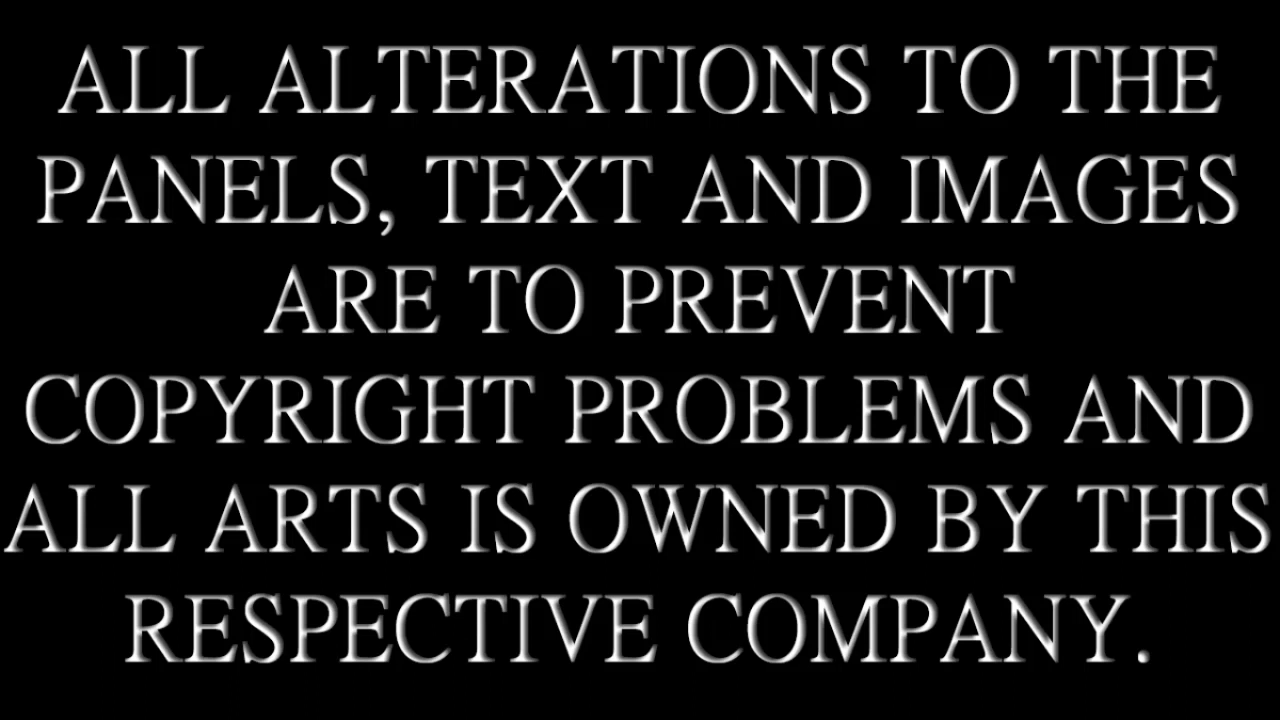 ALL ALTERATIONS TO THE
PANELS, TEXT AND IMAGES
ARE TO PREVENT
COPYRIGHT PROBLEMS AND
ALL ARTS IS OWNED BY THIS
RESPECTIVE COMPANY.